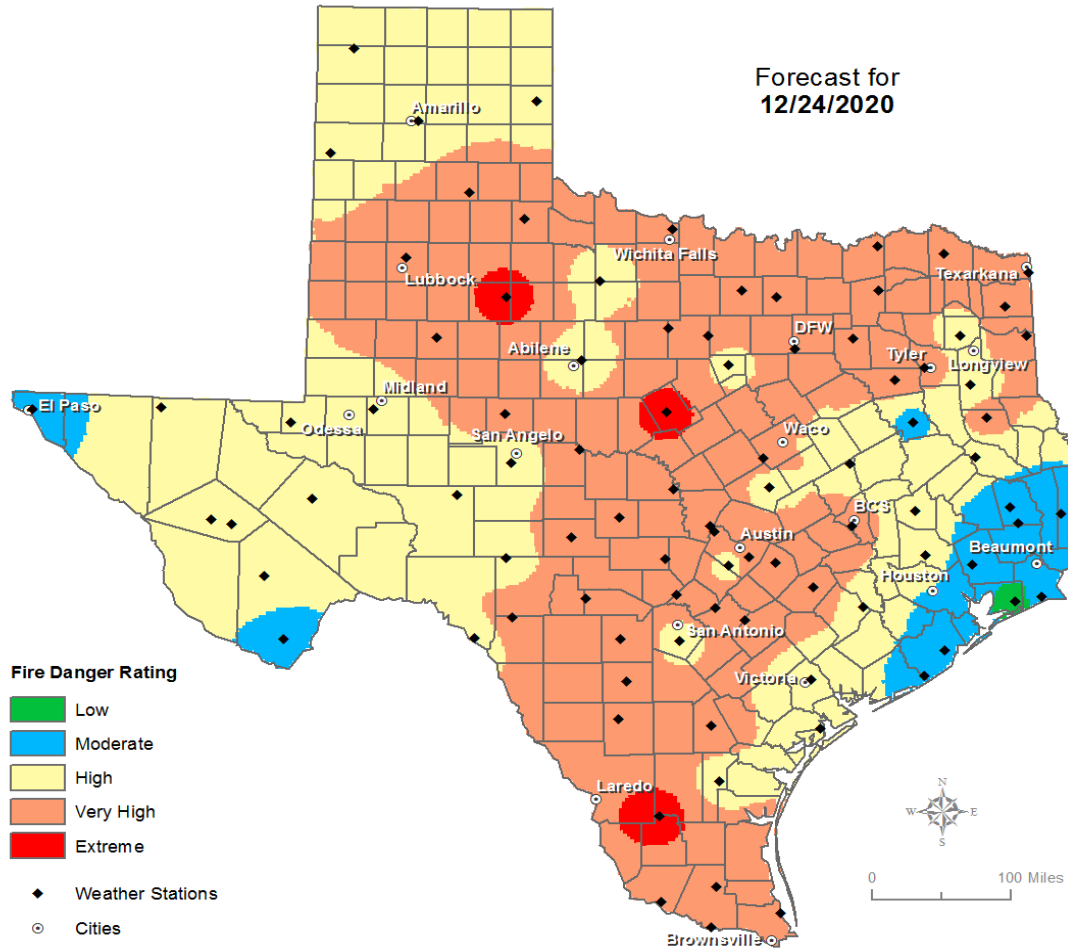 Forecast for
12/24/2020
Amarillo
Wichita Falls
Lubbock
Texarkana
DFW
Abilene
Tyler
Longview
Midland
El Paso
Odessa
San Angelo
Waco
BCS
Austin
Beaumont
Houston
San Antonio
Fire Danger Rating
Victoria
Low
Moderate
High
Laredo
N
W E
S
Very High
Extreme
0 100 Miles
Weather Stations
Cities
Brownsville